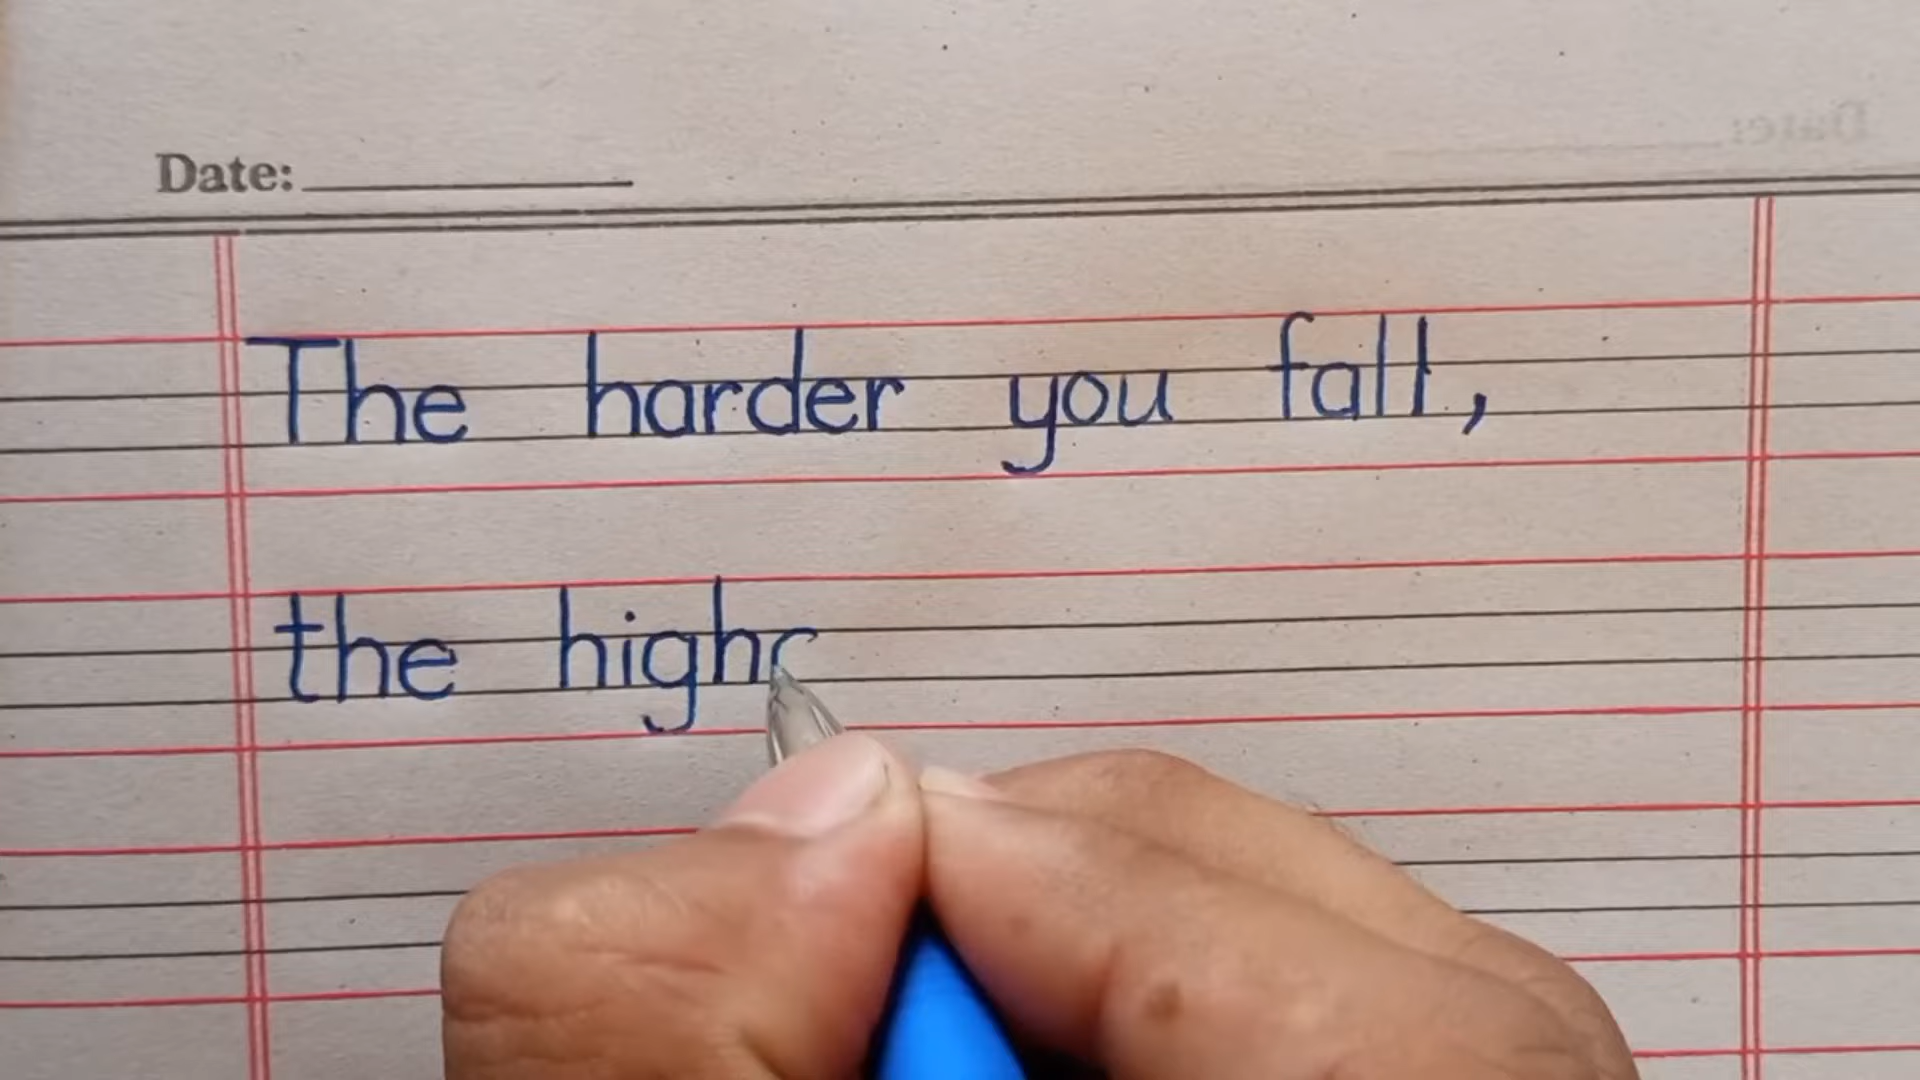 Date:
The harder you fall,
the high